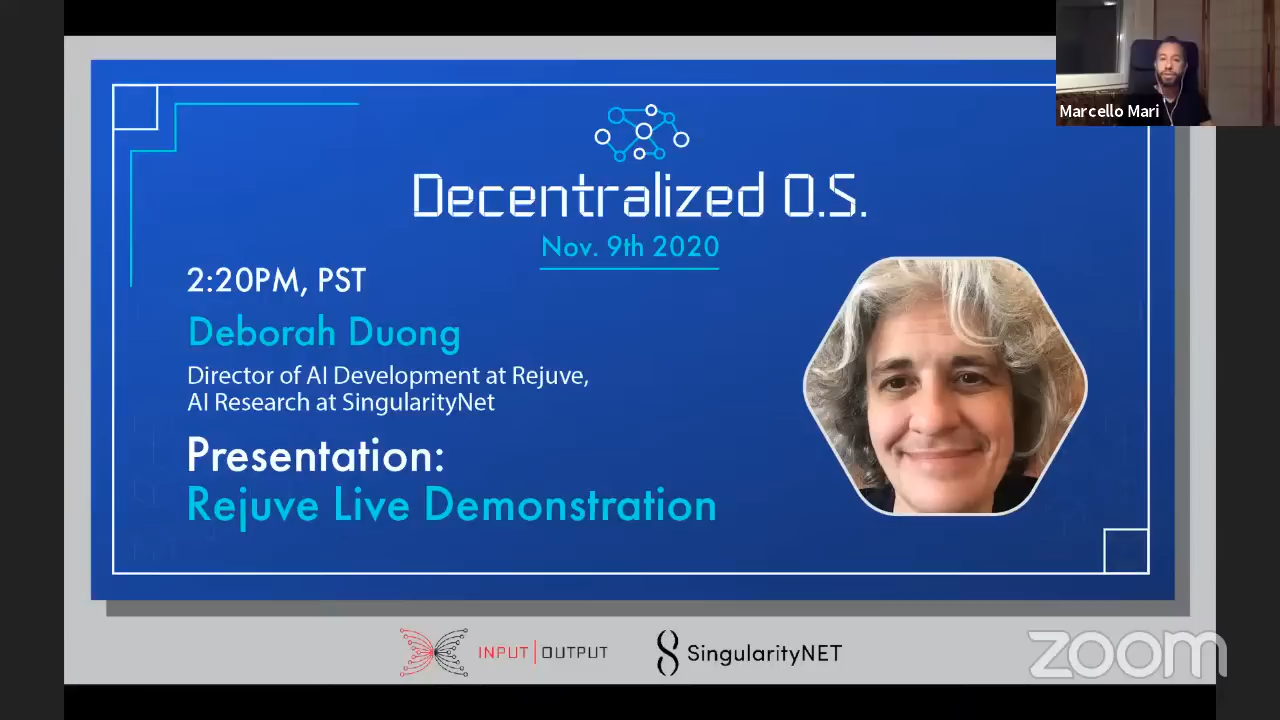 Marcello Mari
Decentralized O.S.
Nov. 9th 2020
2:20PM, PST
Deborah Duong
Director of AI Development at Rejuve,
AI Research at SingularityNet
Presentation:
Rejuve Live Demonstration
INPUT | OUTPUT
SingularityNET
zoom